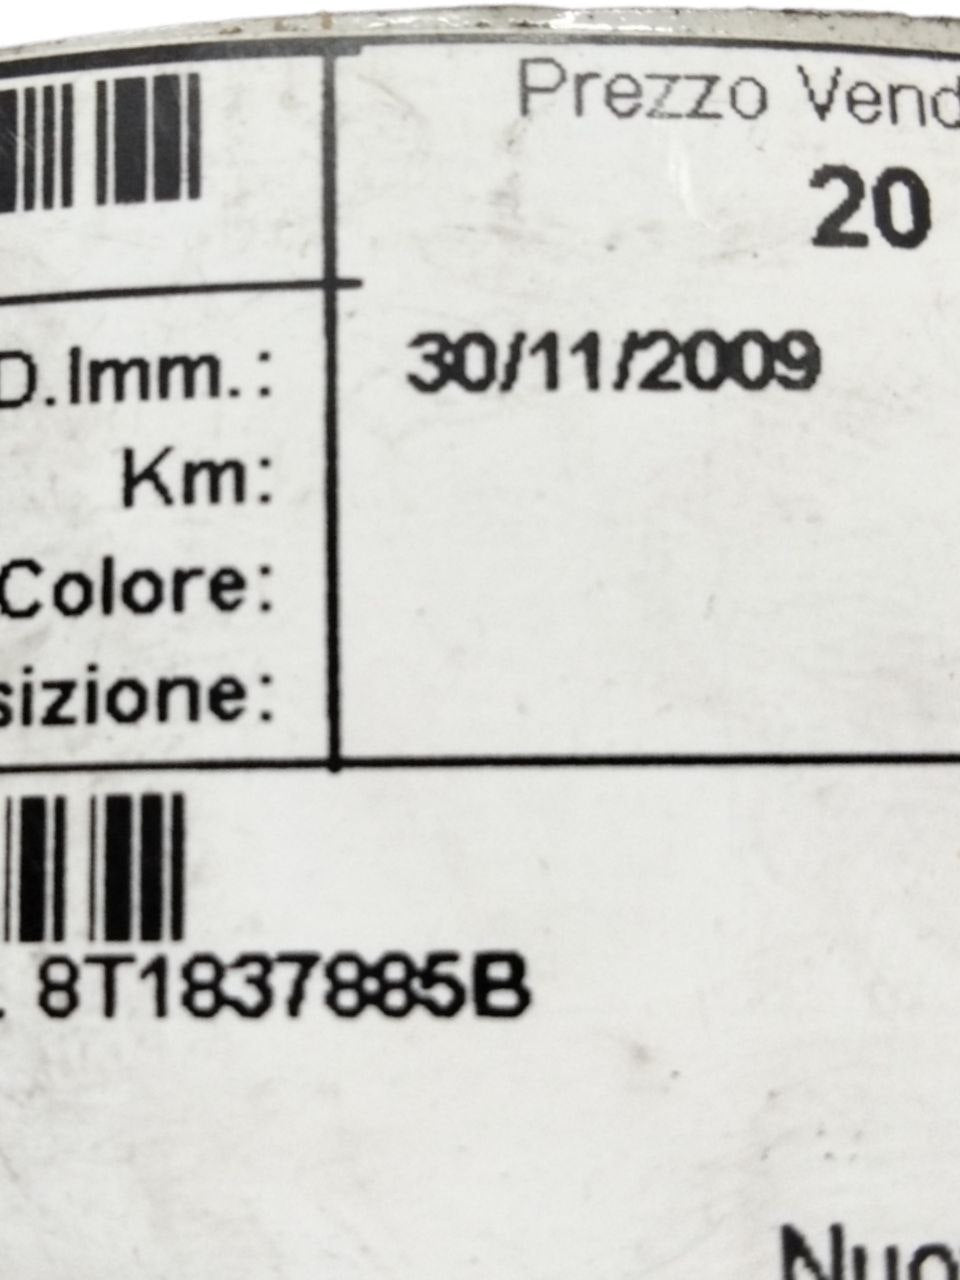 Prezzo Vend
20
D.Imm.: 30/11/2009
Km:
Colore:
sizione:
. 8T1837885B
Nuo